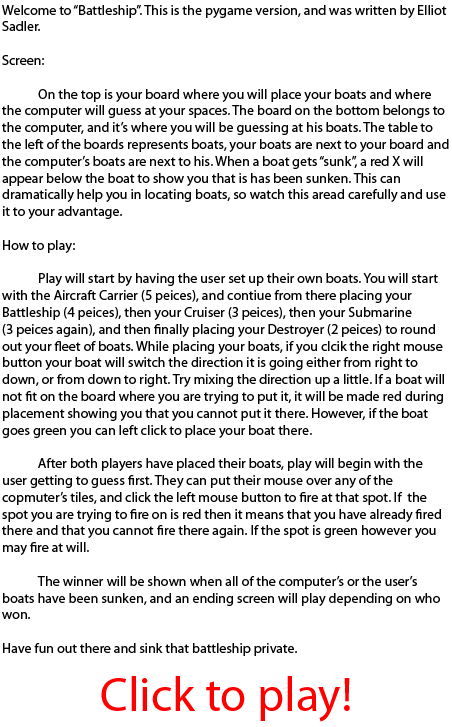 Welcome to “Battleship”. This is the pygame version, and was written by Elliot
Sadler.
Screen:
On the top is your board where you will place your boats and where
the computer will guess at your spaces. The board on the bottom belongs to
the computer, and it’s where you will be guessing at his boats. The table to
the left of the boards represents boats, your boats are next to your board and
the computer’s boats are next to his. When a boat gets “sunk”, a red X will
appear below the boat to show you that is has been sunken. This can
dramatically help you in locating boats, so watch this aread carefully and use
it to your advantage.
How to play:
Play will start by having the user set up their own boats. You will start
with the Aircraft Carrier (5 peices), and contiue from there placing your
Battleship (4 peices), then your Cruiser (3 peices), then your Submarine
(3 peices again), and then finally placing your Destroyer (2 peices) to round
out your fleet of boats. While placing your boats, if you clcik the right mouse
button your boat will switch the direction it is going either from right to
down, or from down to right. Try mixing the direction up a little. If a boat will
not fit on the board where you are trying to put it, it will be made red during
placement showing you that you cannot put it there. However, if the boat
goes green you can left click to place your boat there.
After both players have placed their boats, play will begin with the
user getting to guess first. They can put their mouse over any of the
copmuter’s tiles, and click the left mouse button to fire at that spot. If  the
spot you are trying to fire on is red then it means that you have already fired
there and that you cannot fire there again. If the spot is green however you
may fire at will.
The winner will be shown when all of the computer’s or the user’s
boats have been sunken, and an ending screen will play depending on who
won.
Have fun out there and sink that battleship private.
Click to play!